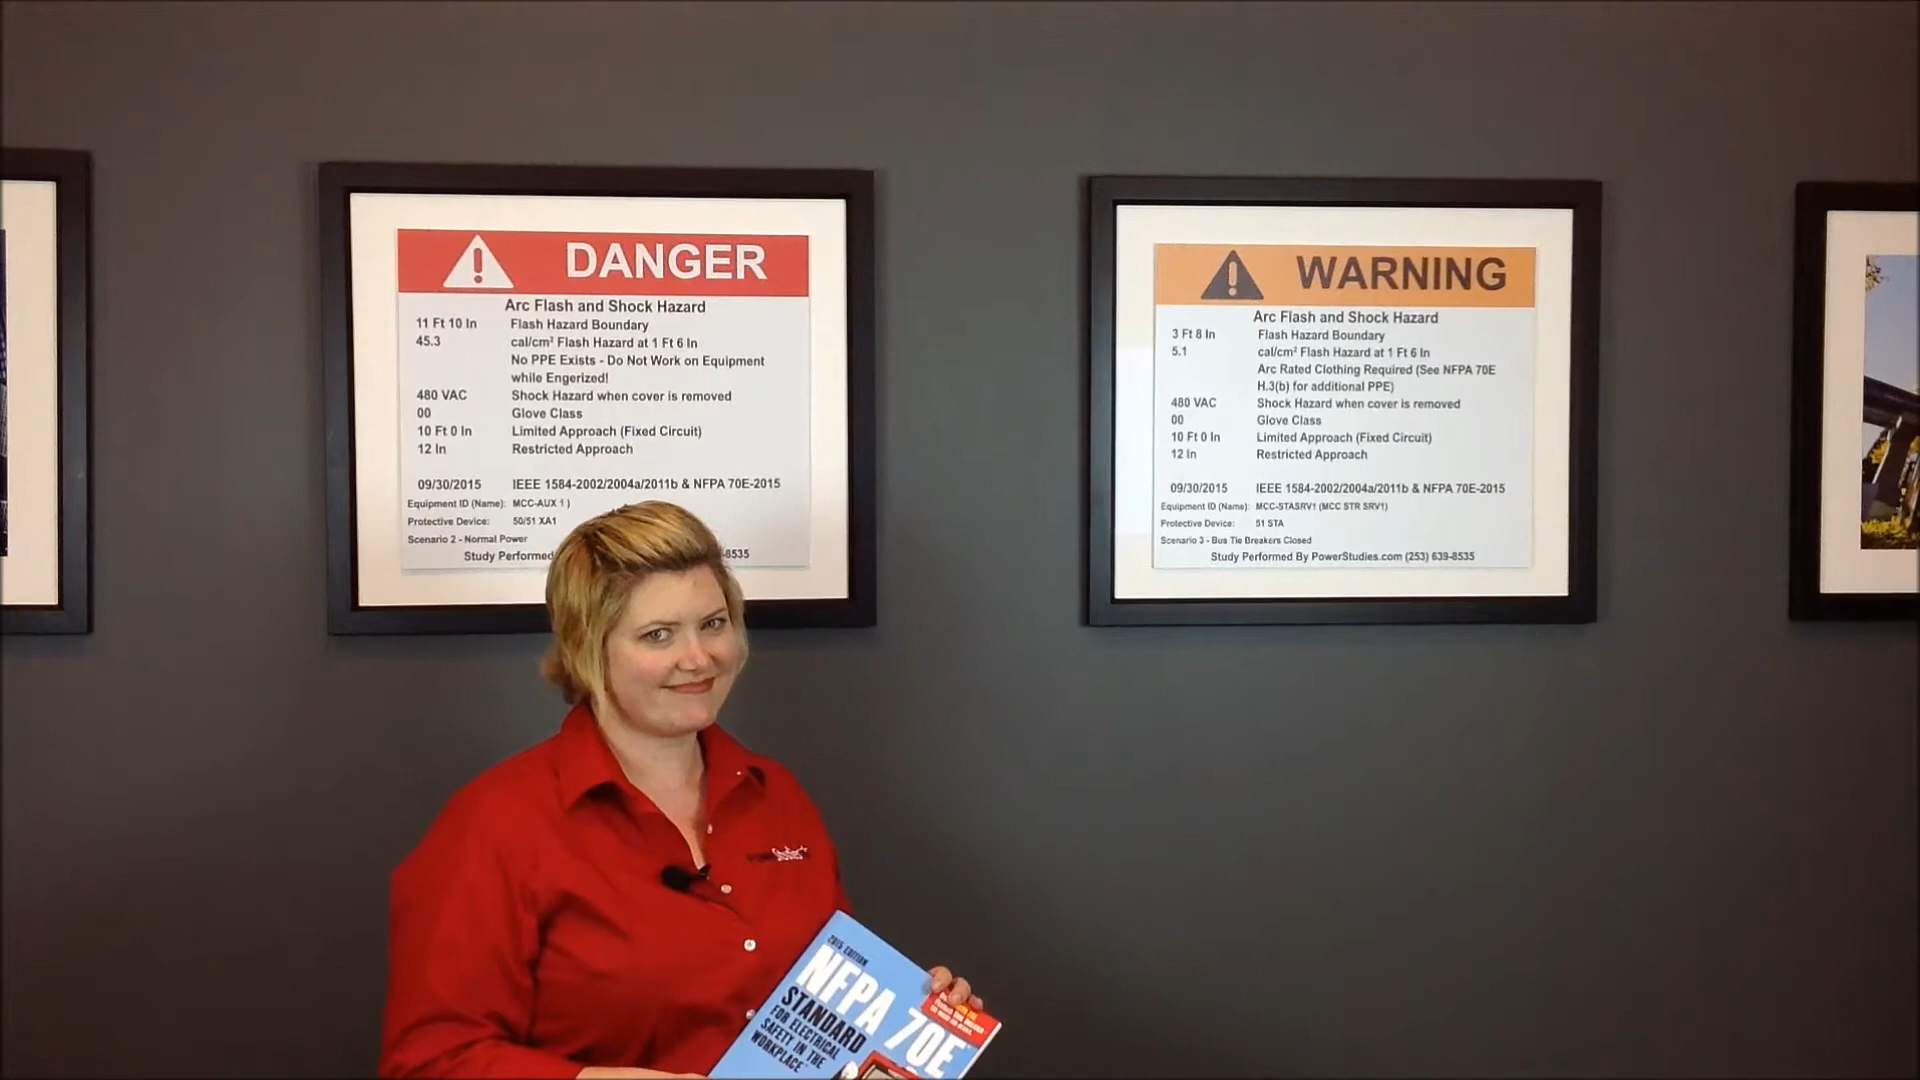 DANGER
Arc Flash and Shock Hazard
11 Ft 10 In Flash Hazard Boundary
45.3 cal/cm² Flash Hazard at 1 Ft 6 In
No PPE Exists - Do Not Work on Equipment
while Engerized!
480 VAC Shock Hazard when cover is removed
00 Glove Class
10 Ft 0 In Limited Approach (Fixed Circuit)
12 In Restricted Approach
09/30/2015 IEEE 1584-2002/2004a/2011b & NFPA 70E-2015
Equipment ID (Name): MCC-AUX 1 )
Protective Device: 50/51 XA1
Scenario 2 - Normal Power
Study Performed -8535
WARNING
Arc Flash and Shock Hazard
3 Ft 8 In Flash Hazard Boundary
5.1 cal/cm² Flash Hazard at 1 Ft 6 In
Arc Rated Clothing Required (See NFPA 70E
H.3(b) for additional PPE)
480 VAC Shock Hazard when cover is removed
00 Glove Class
10 Ft 0 In Limited Approach (Fixed Circuit)
12 In Restricted Approach
09/30/2015 IEEE 1584-2002/2004a/2011b & NFPA 70E-2015
Equipment ID (Name): MCC-STASRV1 (MCC STR SRV1)
Protective Device: 51 STA
Scenario 3 - Bus Tie Breakers Closed
Study Performed By PowerStudies.com (253) 639-8535
2015 EDITION
NFPA 70E
STANDARD
FOR ELECTRICAL
SAFETY IN THE
WORKPLACE